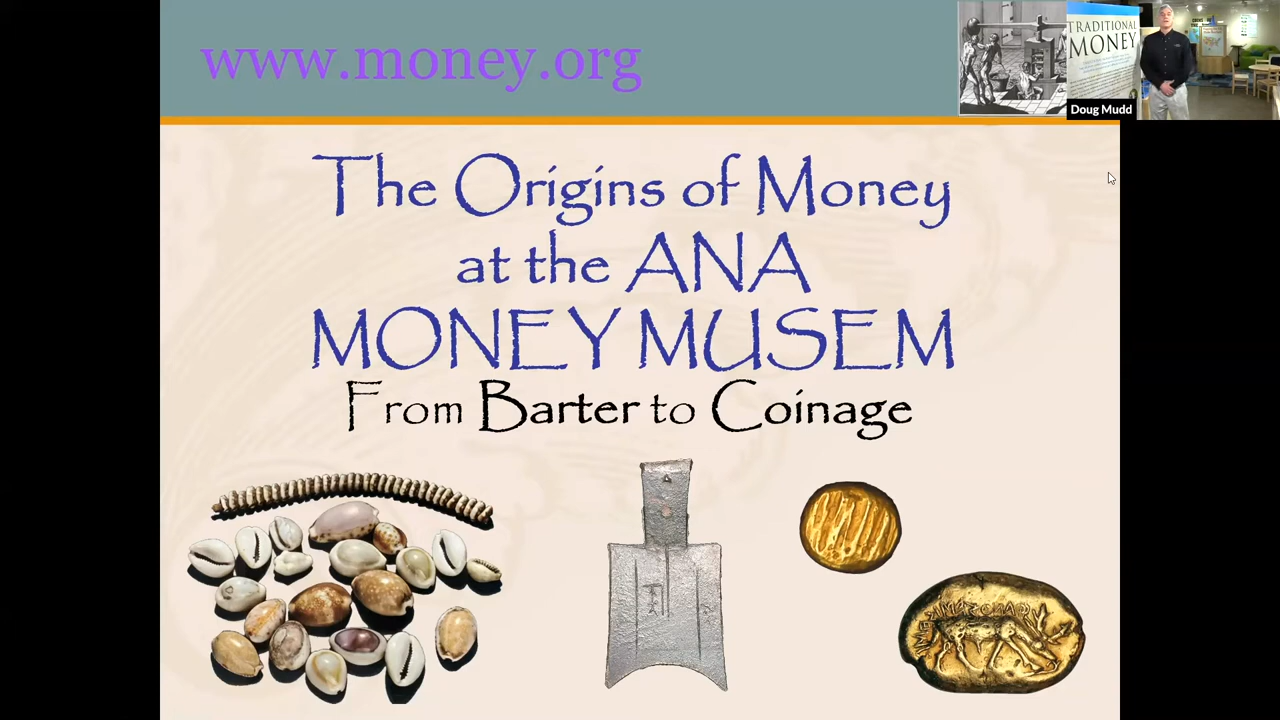 www.money.org
TRADITIONAL
MONEY
Doug Mudd
The Origins of Money
at the ANA
MONEY MUSEM
From Barter to Coinage